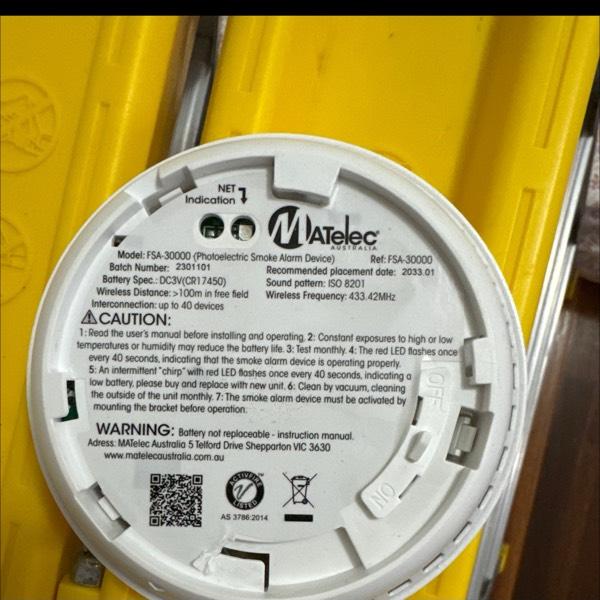 NET
Indication
MATelec
AUSTRALIA
Model: FSA-30000 (Photoelectric Smoke Alarm Device) Ref: FSA-30000
Batch Number: 2301101 Recommended placement date: 2033.01
Battery Spec.: DC3V(CR17450) Sound pattern: ISO 8201
Wireless Distance: >100m in free field Wireless Frequency: 433.42MHz
Interconnection: up to 40 devices
CAUTION:
1: Read the user's manual before installing and operating. 2: Constant exposures to high or low
temperatures or humidity may reduce the battery life. 3: Test monthly. 4: The red LED flashes once
every 40 seconds, indicating that the smoke alarm device is operating properly.
5: An intermittent "chirp" with red LED flashes once every 40 seconds, indicating a
low battery, please buy and replace with new unit. 6: Clean by vacuum, cleaning
the outside of the unit monthly. 7: The smoke alarm device must be activated by
mounting the bracket before operation.
WARNING: Battery not replaceable - instruction manual.
Adress: MATelec Australia 5 Telford Drive Shepparton VIC 3630
www.matelecaustralia.com.au
ACTIVFIRE
LISTED
AS 3786:2014
OFF
ON